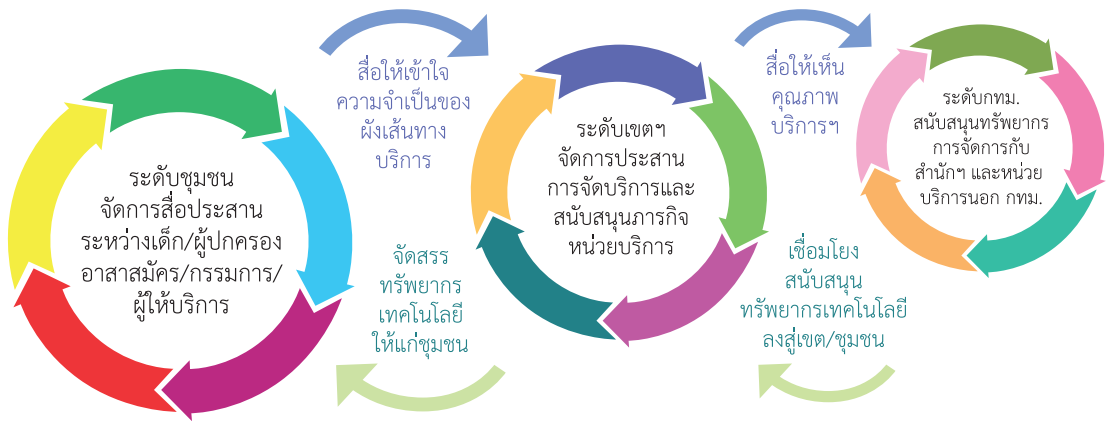 ระดับชุมชน
จัดการสื่อประสาน
ระหว่างเด็ก/ผู้ปกครอง
อาสาสมัคร/กรรมการ/
ผู้ให้บริการ
สื่อให้เข้าใจ
ความจำเป็นของ
ผังเส้นทาง
บริการ
จัดสรร
ทรัพยากร
เทคโนโลยี
ให้แก่ชุมชน
ระดับเขตฯ
จัดการประสาน
การจัดบริการและ
สนับสนุนภารกิจ
หน่วยบริการ
สื่อให้เห็น
คุณภาพ
บริการฯ
เชื่อมโยง
สนับสนุน
ทรัพยากรเทคโนโลยี
ลงสู่เขต/ชุมชน
ระดับกทม.
สนับสนุนทรัพยากร
การจัดการกับ
สำนักฯ และหน่วย
บริการนอก กทม.